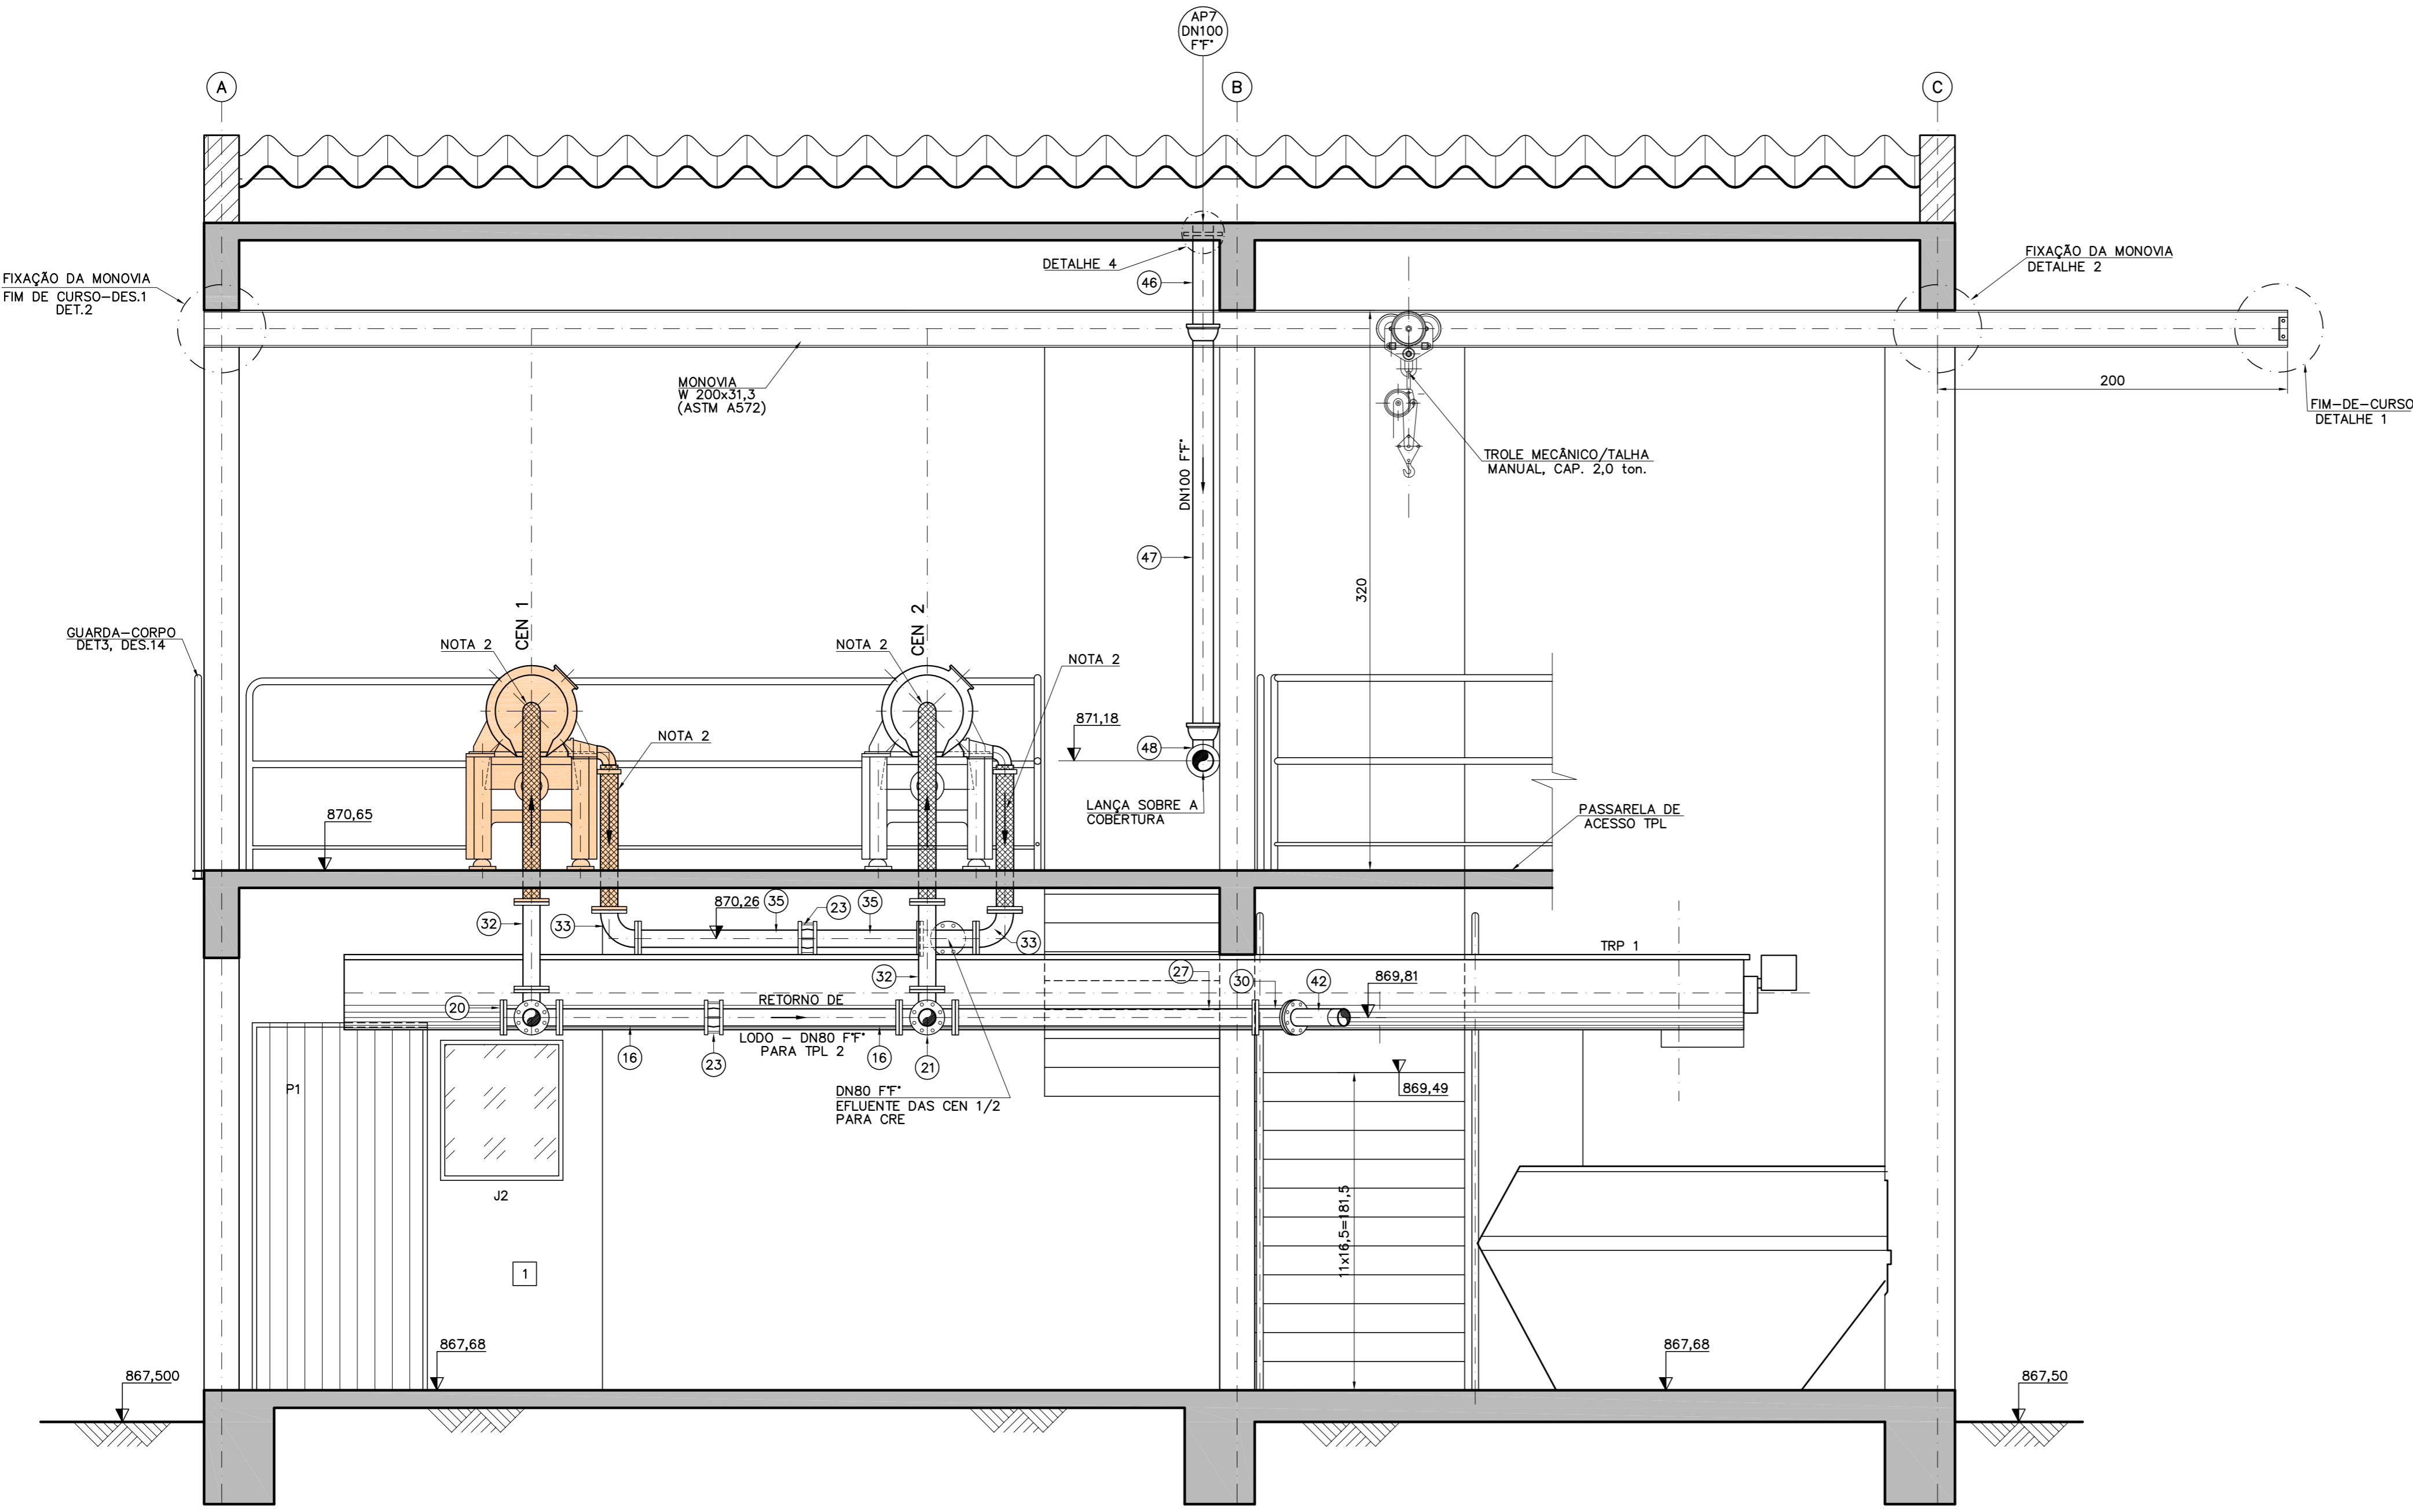 AP7
DN100
F°F°
A
B
C
FIXAÇÃO DA MONOVIA
FIM DE CURSO-DES.1
DET.2
DETALHE 4
46
FIXAÇÃO DA MONOVIA
DETALHE 2
200
FIM-DE-CURSO
DETALHE 1
MONOVIA
W 200x31,3
(ASTM A572)
DN100 F°F°
TROLE MECÂNICO/TALHA
MANUAL, CAP. 2,0 ton.
47
320
CEN 1
CEN 2
GUARDA-CORPO
DET3, DES.14
NOTA 2
NOTA 2
NOTA 2
NOTA 2
871,18
48
LANÇA SOBRE A
COBERTURA
870,65
PASSARELA DE
ACESSO TPL
32
33
870,26
35
23
35
33
TRP 1
32
27
30
42
869,81
20
RETORNO DE
LODO - DN80 F°F°
PARA TPL 2
16
23
16
21
DN80 F°F°
EFLUENTE DAS CEN 1/2
PARA CRE
869,49
P1
J2
11x16,5=181,5
1
867,68
867,68
867,500
867,50